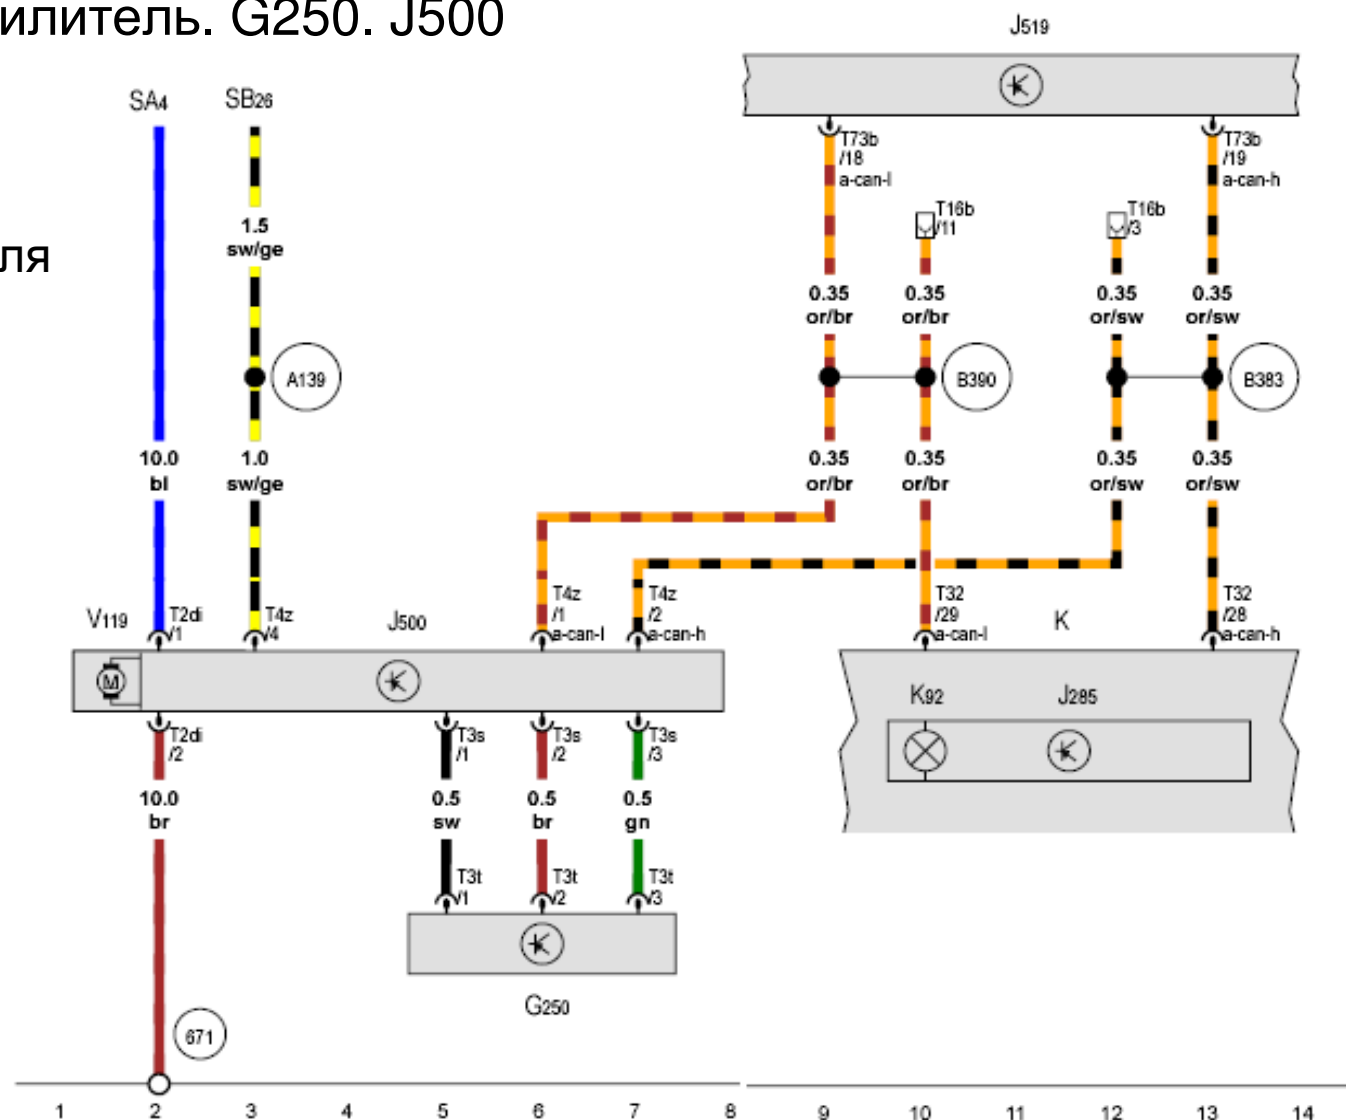 илитель. G250. J500
J519
SA4
SB26
ля
T73b
/18
a-can-l
T73b
/19
a-can-h
T16b
/11
T16b
/3
1.5
sw/ge
0.35
or/br
0.35
or/br
0.35
or/sw
0.35
or/sw
A139
B390
B383
10.0
bl
1.0
sw/ge
0.35
or/br
0.35
or/br
0.35
or/sw
0.35
or/sw
V119
T2di
/1
T4z
/4
J500
T4z
/1
a-can-l
T4z
/2
a-can-h
T32
/29
a-can-l
K
T32
/28
a-can-h
M
K92
J285
T2di
/2
T3s
/1
T3s
/2
T3s
/3
10.0
br
0.5
sw
0.5
br
0.5
gn
T3t
/1
T3t
/2
T3t
/3
G250
671
1 2 3 4 5 6 7 8 9 10 11 12 13 14